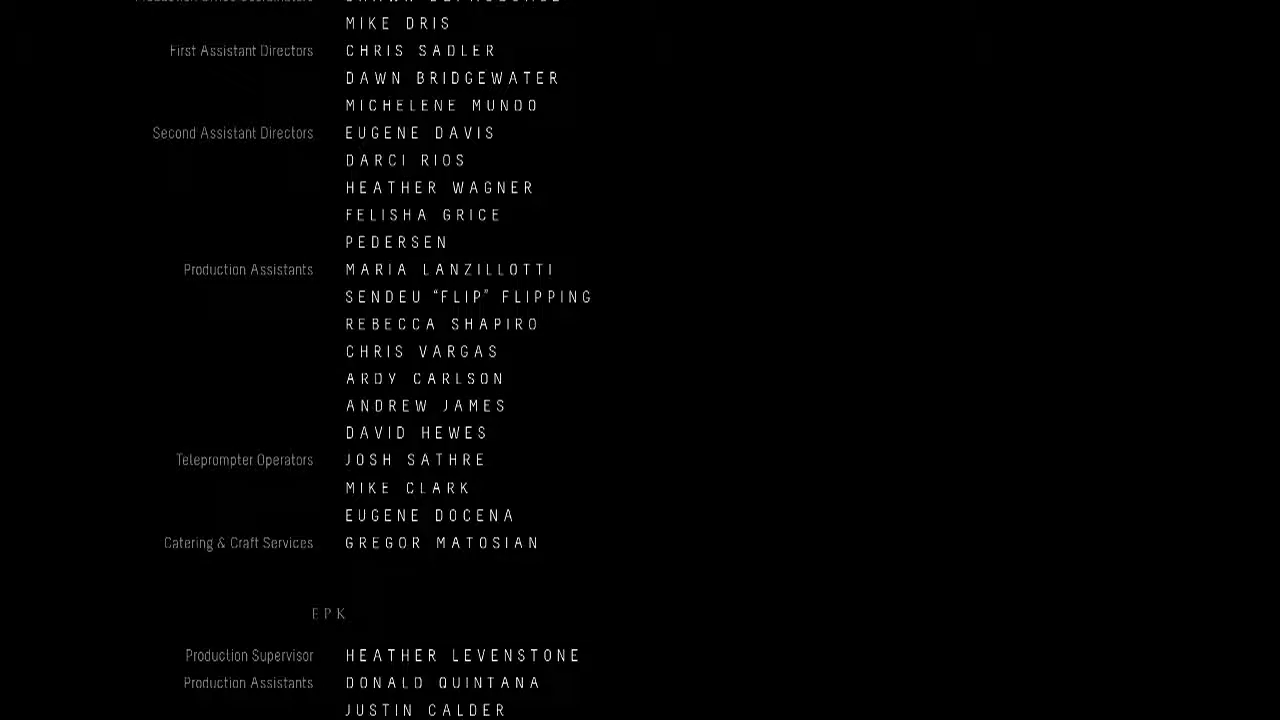 MIKE DRIS
First Assistant Directors CHRIS SADLER
DAWN BRIDGEWATER
MICHELENE MUNDO
Second Assistant Directors EUGENE DAVIS
DARCI RIOS
HEATHER WAGNER
FELISHA GRICE
PEDERSEN
Production Assistants MARIA LANZILLOTTI
SENDEU “FLIP” FLIPPING
REBECCA SHAPIRO
CHRIS VARGAS
ARDY CARLSON
ANDREW JAMES
DAVID HEWES
Teleprompter Operators JOSH SATHRE
MIKE CLARK
EUGENE DOCENA
Catering & Craft Services GREGOR MATOSIAN
EPK
Production Supervisor HEATHER LEVENSTONE
Production Assistants DONALD QUINTANA
JUSTIN CALDER